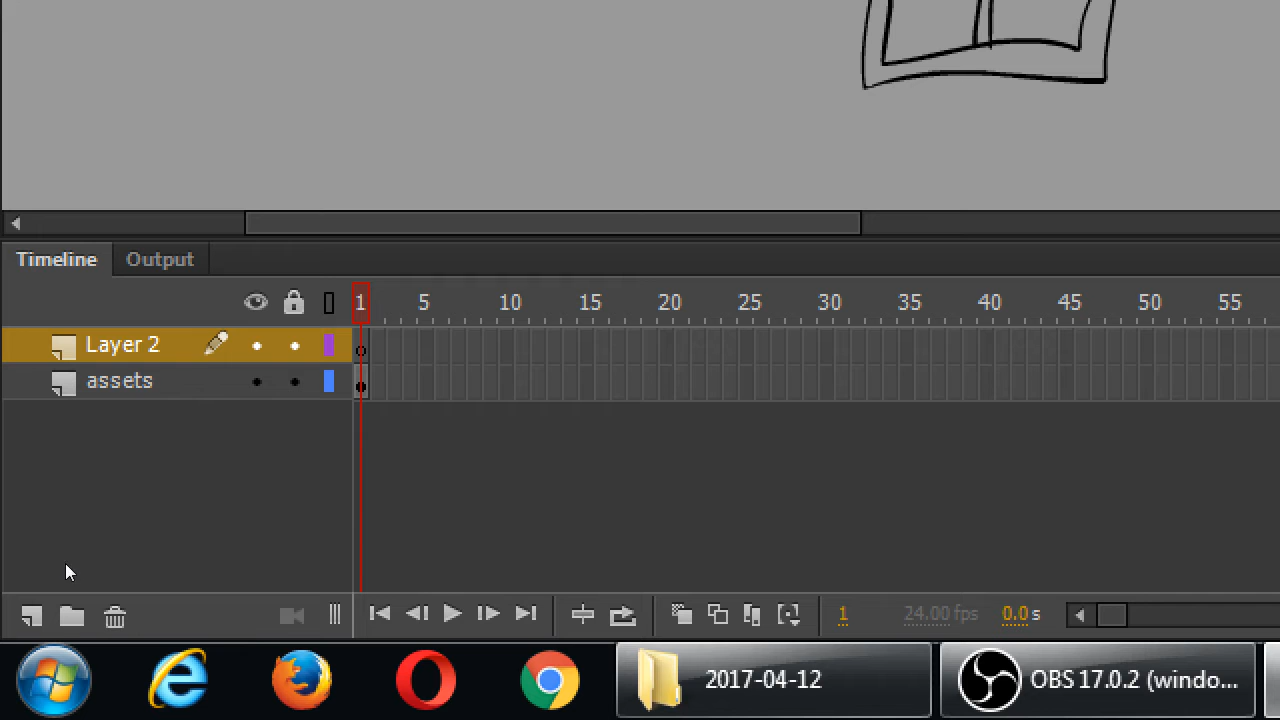 Timeline Output
1 5 10 15 20 25 30 35 40 45 50 55
Layer 2
assets
1 24.00 fps 0.0 s
2017-04-12 OBS 17.0.2 (windo...